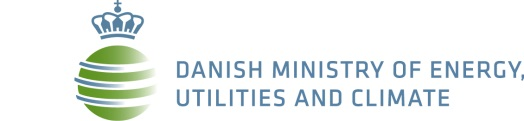 DANISH MINISTRY OF ENERGY,
UTILITIES AND CLIMATE